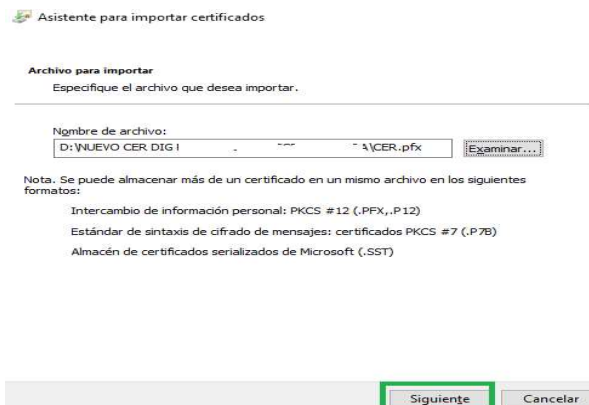 Asistente para importar certificados
Archivo para importar
Especifique el archivo que desea importar.
Nombre de archivo:
D:\NUEVO CER DIG A\CER.pfx
Examinar...
Nota. Se puede almacenar más de un certificado en un mismo archivo en los siguientes
formatos:
Intercambio de información personal: PKCS #12 (.PFX,.P12)
Estándar de sintaxis de cifrado de mensajes: certificados PKCS #7 (.P7B)
Almacén de certificados serializados de Microsoft (.SST)
Siguiente
Cancelar